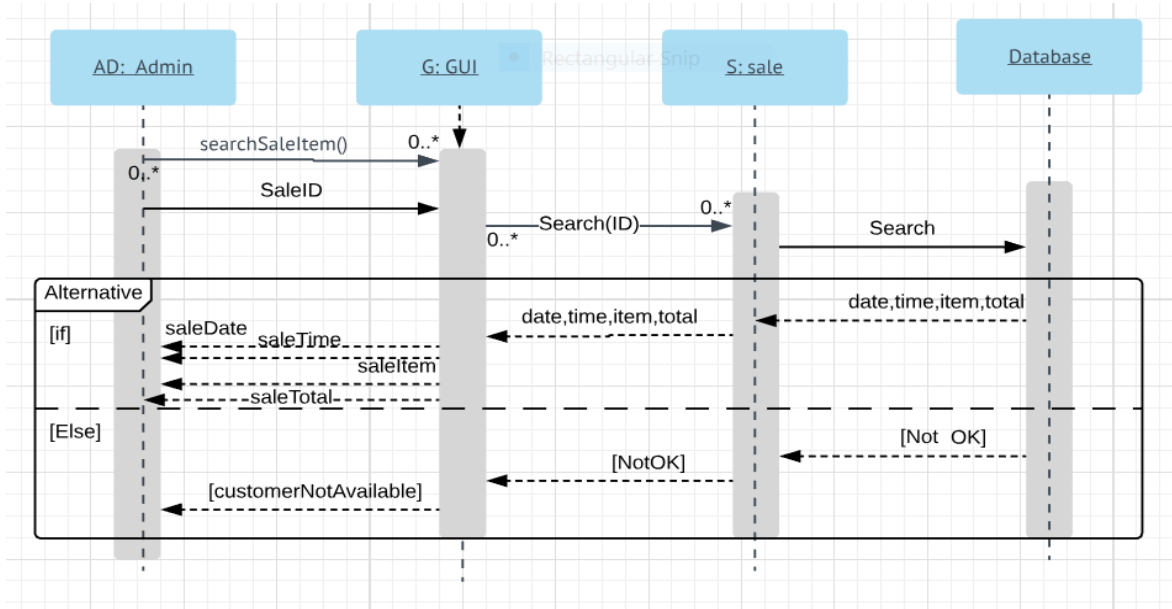 AD:  Admin
G: GUI
Rectangular Snip
S: sale
Database
searchSaleItem()
0..*
0..*
SaleID
0..*
Search(ID)
0..*
Search
Alternative
[if]
date,time,item,total
date,time,item,total
saleDate
saleTime
saleItem
saleTotal
[Else]
[Not  OK]
[NotOK]
[customerNotAvailable]